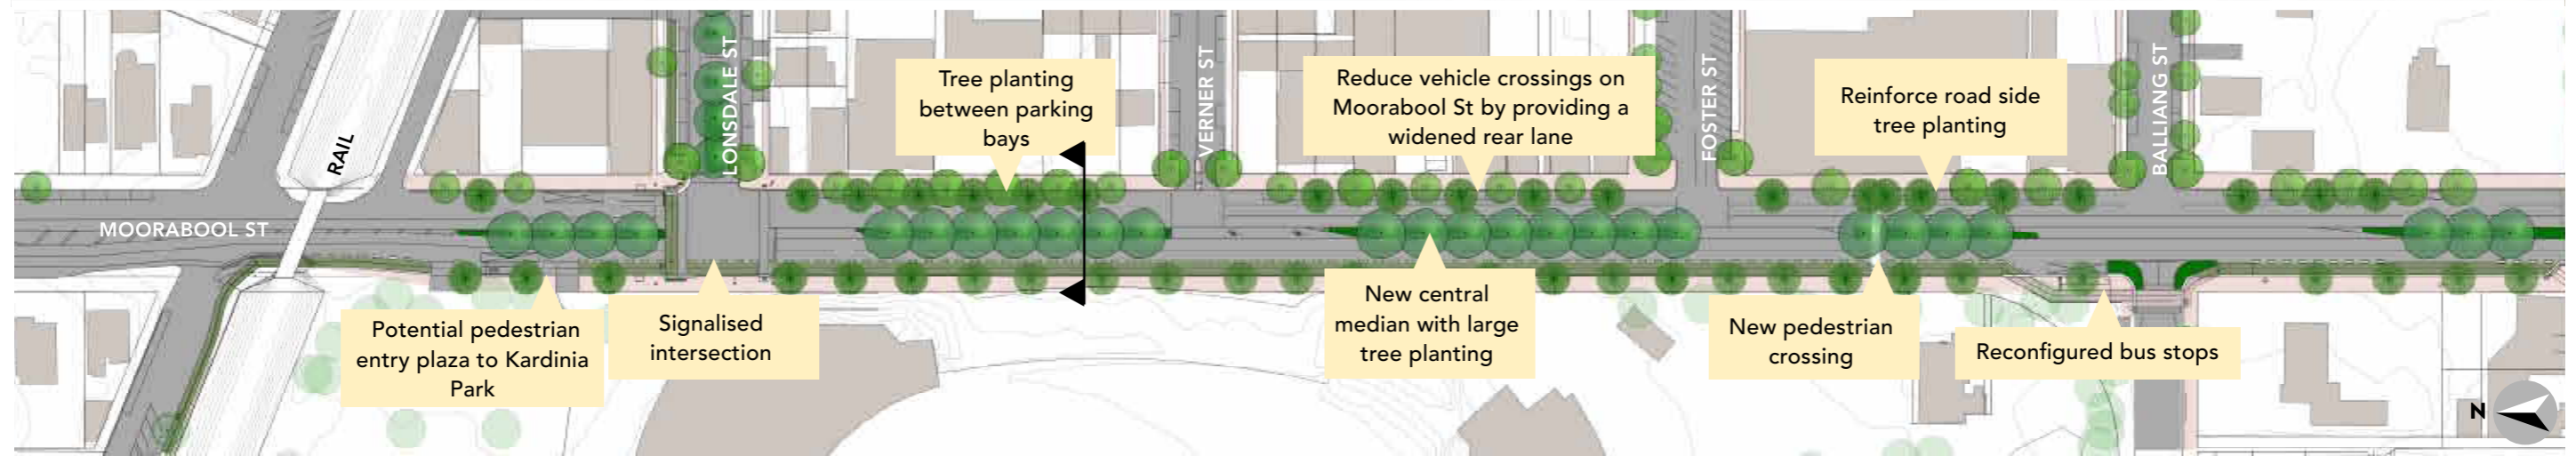 MOORABOOL ST
RAIL
LONSDALE ST
Tree planting
between parking
bays
VERNER ST
Reduce vehicle crossings on
Moorabool St by providing a
widened rear lane
FOSTER ST
Reinforce road side
tree planting
BALLIANG ST
Potential pedestrian
entry plaza to Kardinia
Park
Signalised
intersection
New central
median with large
tree planting
New pedestrian
crossing
Reconfigured bus stops
N